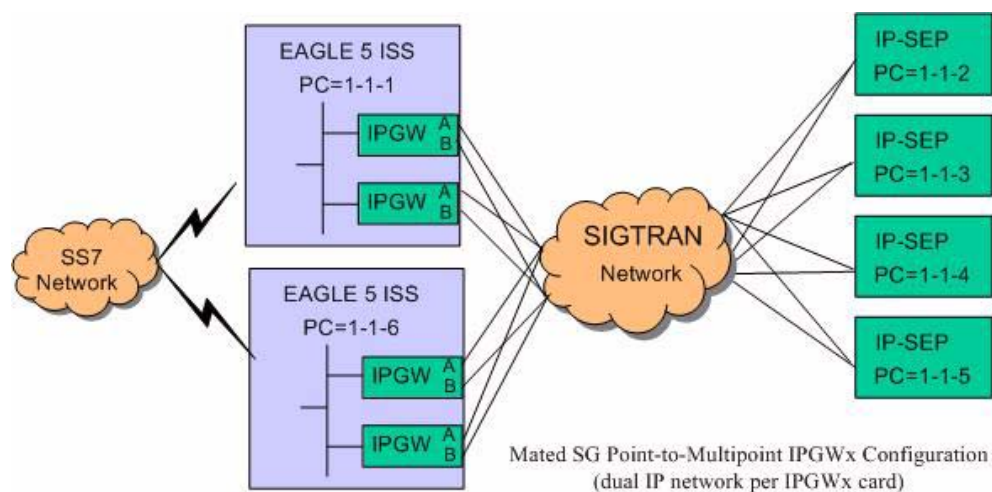 EAGLE 5 ISS
PC=1-1-1
IPGW A
B
IPGW A
B
SS7
Network
EAGLE 5 ISS
PC=1-1-6
IPGW A
B
IPGW A
B
SIGTRAN
Network
IP-SEP
PC=1-1-2
IP-SEP
PC=1-1-3
IP-SEP
PC=1-1-4
IP-SEP
PC=1-1-5
Mated SG Point-to-Multipoint IPGWx Configuration
(dual IP network per IPGWx card)